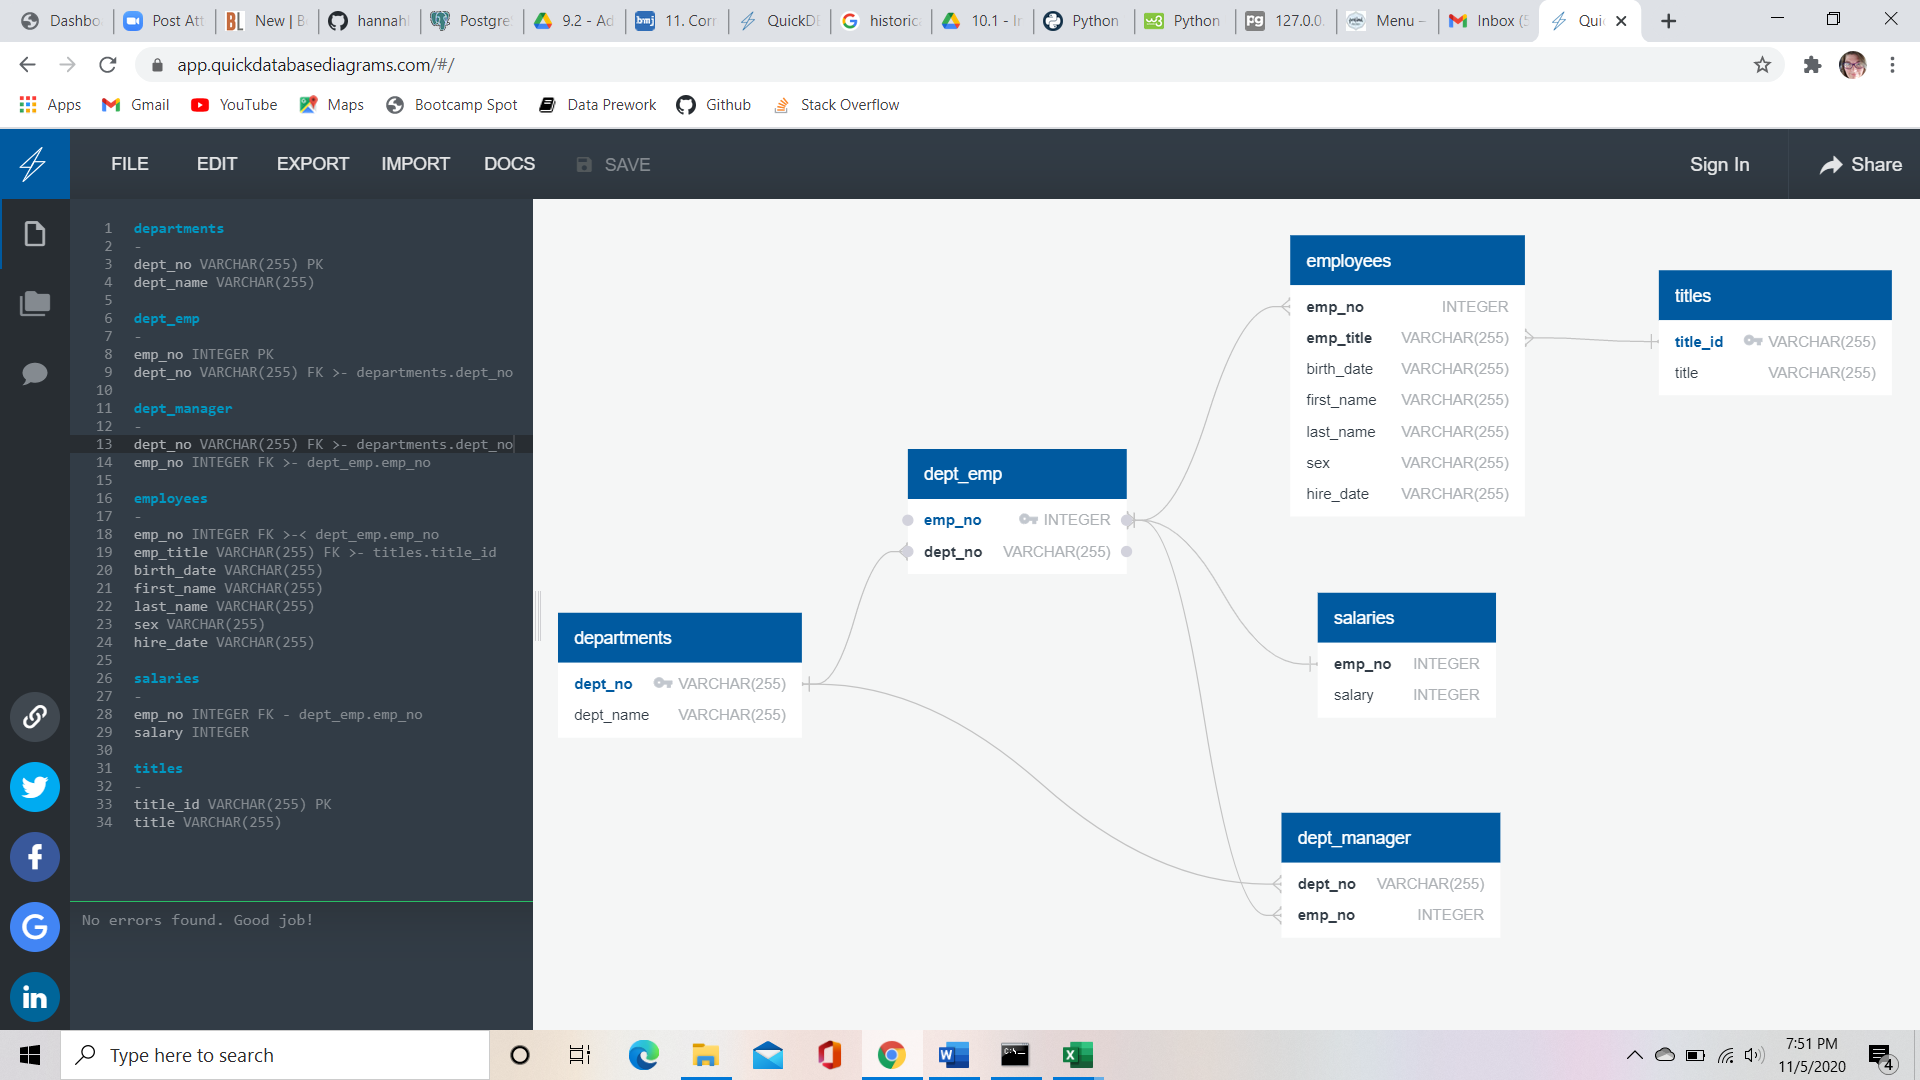 Dashbo
Post Att
New | B
hannahl
Postgre
9.2 - Ad
11. Corr
QuickDB
historica
10.1 - In
Python
Python
127.0.0.
Menu –
Inbox (5
Qui
app.quickdatabasediagrams.com/#/
Apps
Gmail
YouTube
Maps
Bootcamp Spot
Data Prework
Github
Stack Overflow
FILE
EDIT
EXPORT
IMPORT
DOCS
SAVE
Sign In
Share
1 departments
2 -
3 dept_no VARCHAR(255) PK
4 dept_name VARCHAR(255)
5
6 dept_emp
7 -
8 emp_no INTEGER PK
9 dept_no VARCHAR(255) FK >- departments.dept_no
10
11 dept_manager
12 -
13 dept_no VARCHAR(255) FK >- departments.dept_no
14 emp_no INTEGER FK >- dept_emp.emp_no
15
16 employees
17 -
18 emp_no INTEGER FK >-< dept_emp.emp_no
19 emp_title VARCHAR(255) FK >- titles.title_id
20 birth_date VARCHAR(255)
21 first_name VARCHAR(255)
22 last_name VARCHAR(255)
23 sex VARCHAR(255)
24 hire_date VARCHAR(255)
25
26 salaries
27 -
28 emp_no INTEGER FK - dept_emp.emp_no
29 salary INTEGER
30
31 titles
32 -
33 title_id VARCHAR(255) PK
34 title VARCHAR(255)
No errors found. Good job!
departments
dept_no VARCHAR(255)
dept_name VARCHAR(255)
dept_emp
emp_no INTEGER
dept_no VARCHAR(255)
employees
emp_no INTEGER
emp_title VARCHAR(255)
birth_date VARCHAR(255)
first_name VARCHAR(255)
last_name VARCHAR(255)
sex VARCHAR(255)
hire_date VARCHAR(255)
titles
title_id VARCHAR(255)
title VARCHAR(255)
salaries
emp_no INTEGER
salary INTEGER
dept_manager
dept_no VARCHAR(255)
emp_no INTEGER
Type here to search
7:51 PM
11/5/2020
4